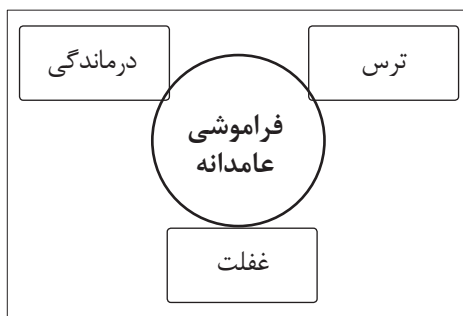 ترس
درماندگی
فراموشی
عامدانه
غفلت